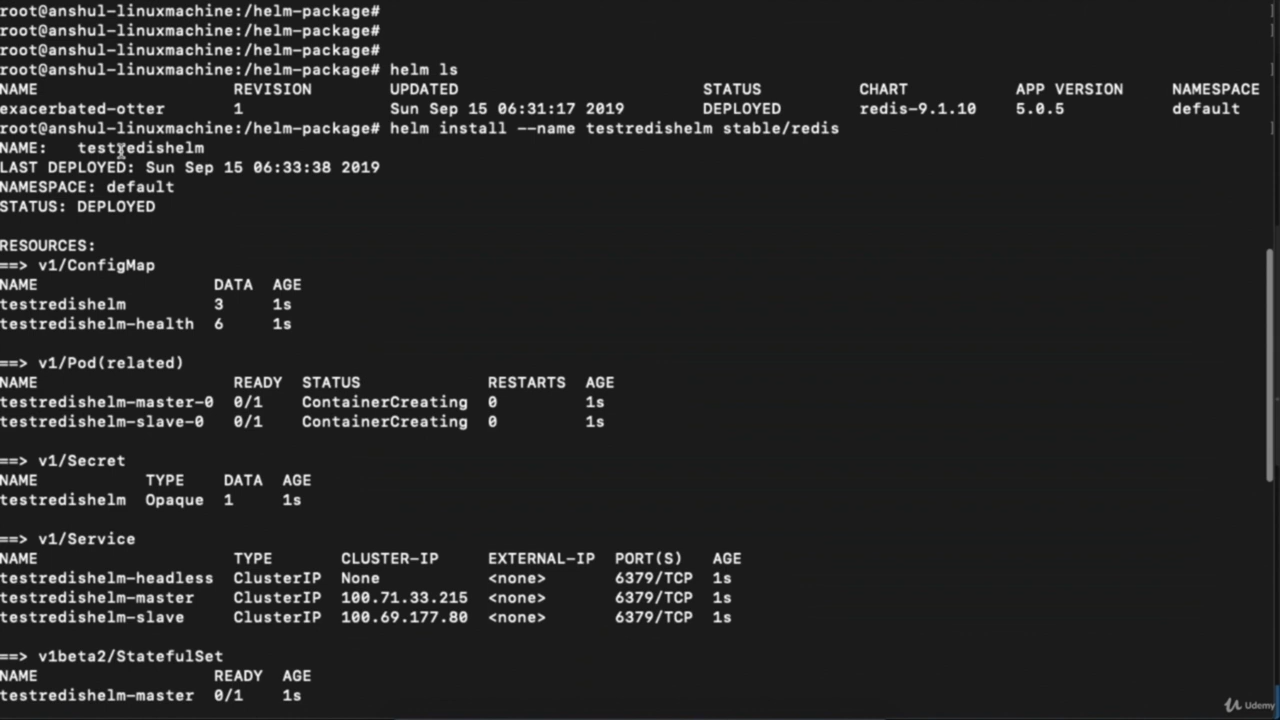 root@anshul-linuxmachine:/helm-package#
root@anshul-linuxmachine:/helm-package#
root@anshul-linuxmachine:/helm-package#
root@anshul-linuxmachine:/helm-package# helm ls
NAME REVISION UPDATED STATUS CHART APP VERSION NAMESPACE
exacerbated-otter 1 Sun Sep 15 06:31:17 2019 DEPLOYED redis-9.1.10 5.0.5 default
root@anshul-linuxmachine:/helm-package# helm install --name testredishelm stable/redis
NAME: testredishelm
LAST DEPLOYED: Sun Sep 15 06:33:38 2019
NAMESPACE: default
STATUS: DEPLOYED
RESOURCES:
==> v1/ConfigMap
NAME DATA AGE
testredishelm 3 1s
testredishelm-health 6 1s
==> v1/Pod(related)
NAME READY STATUS RESTARTS AGE
testredishelm-master-0 0/1 ContainerCreating 0 1s
testredishelm-slave-0 0/1 ContainerCreating 0 1s
==> v1/Secret
NAME TYPE DATA AGE
testredishelm Opaque 1 1s
==> v1/Service
NAME TYPE CLUSTER-IP EXTERNAL-IP PORT(S) AGE
testredishelm-headless ClusterIP None <none> 6379/TCP 1s
testredishelm-master ClusterIP 100.71.33.215 <none> 6379/TCP 1s
testredishelm-slave ClusterIP 100.69.177.80 <none> 6379/TCP 1s
==> v1beta2/StatefulSet
NAME READY AGE
testredishelm-master 0/1 1s
Udemy